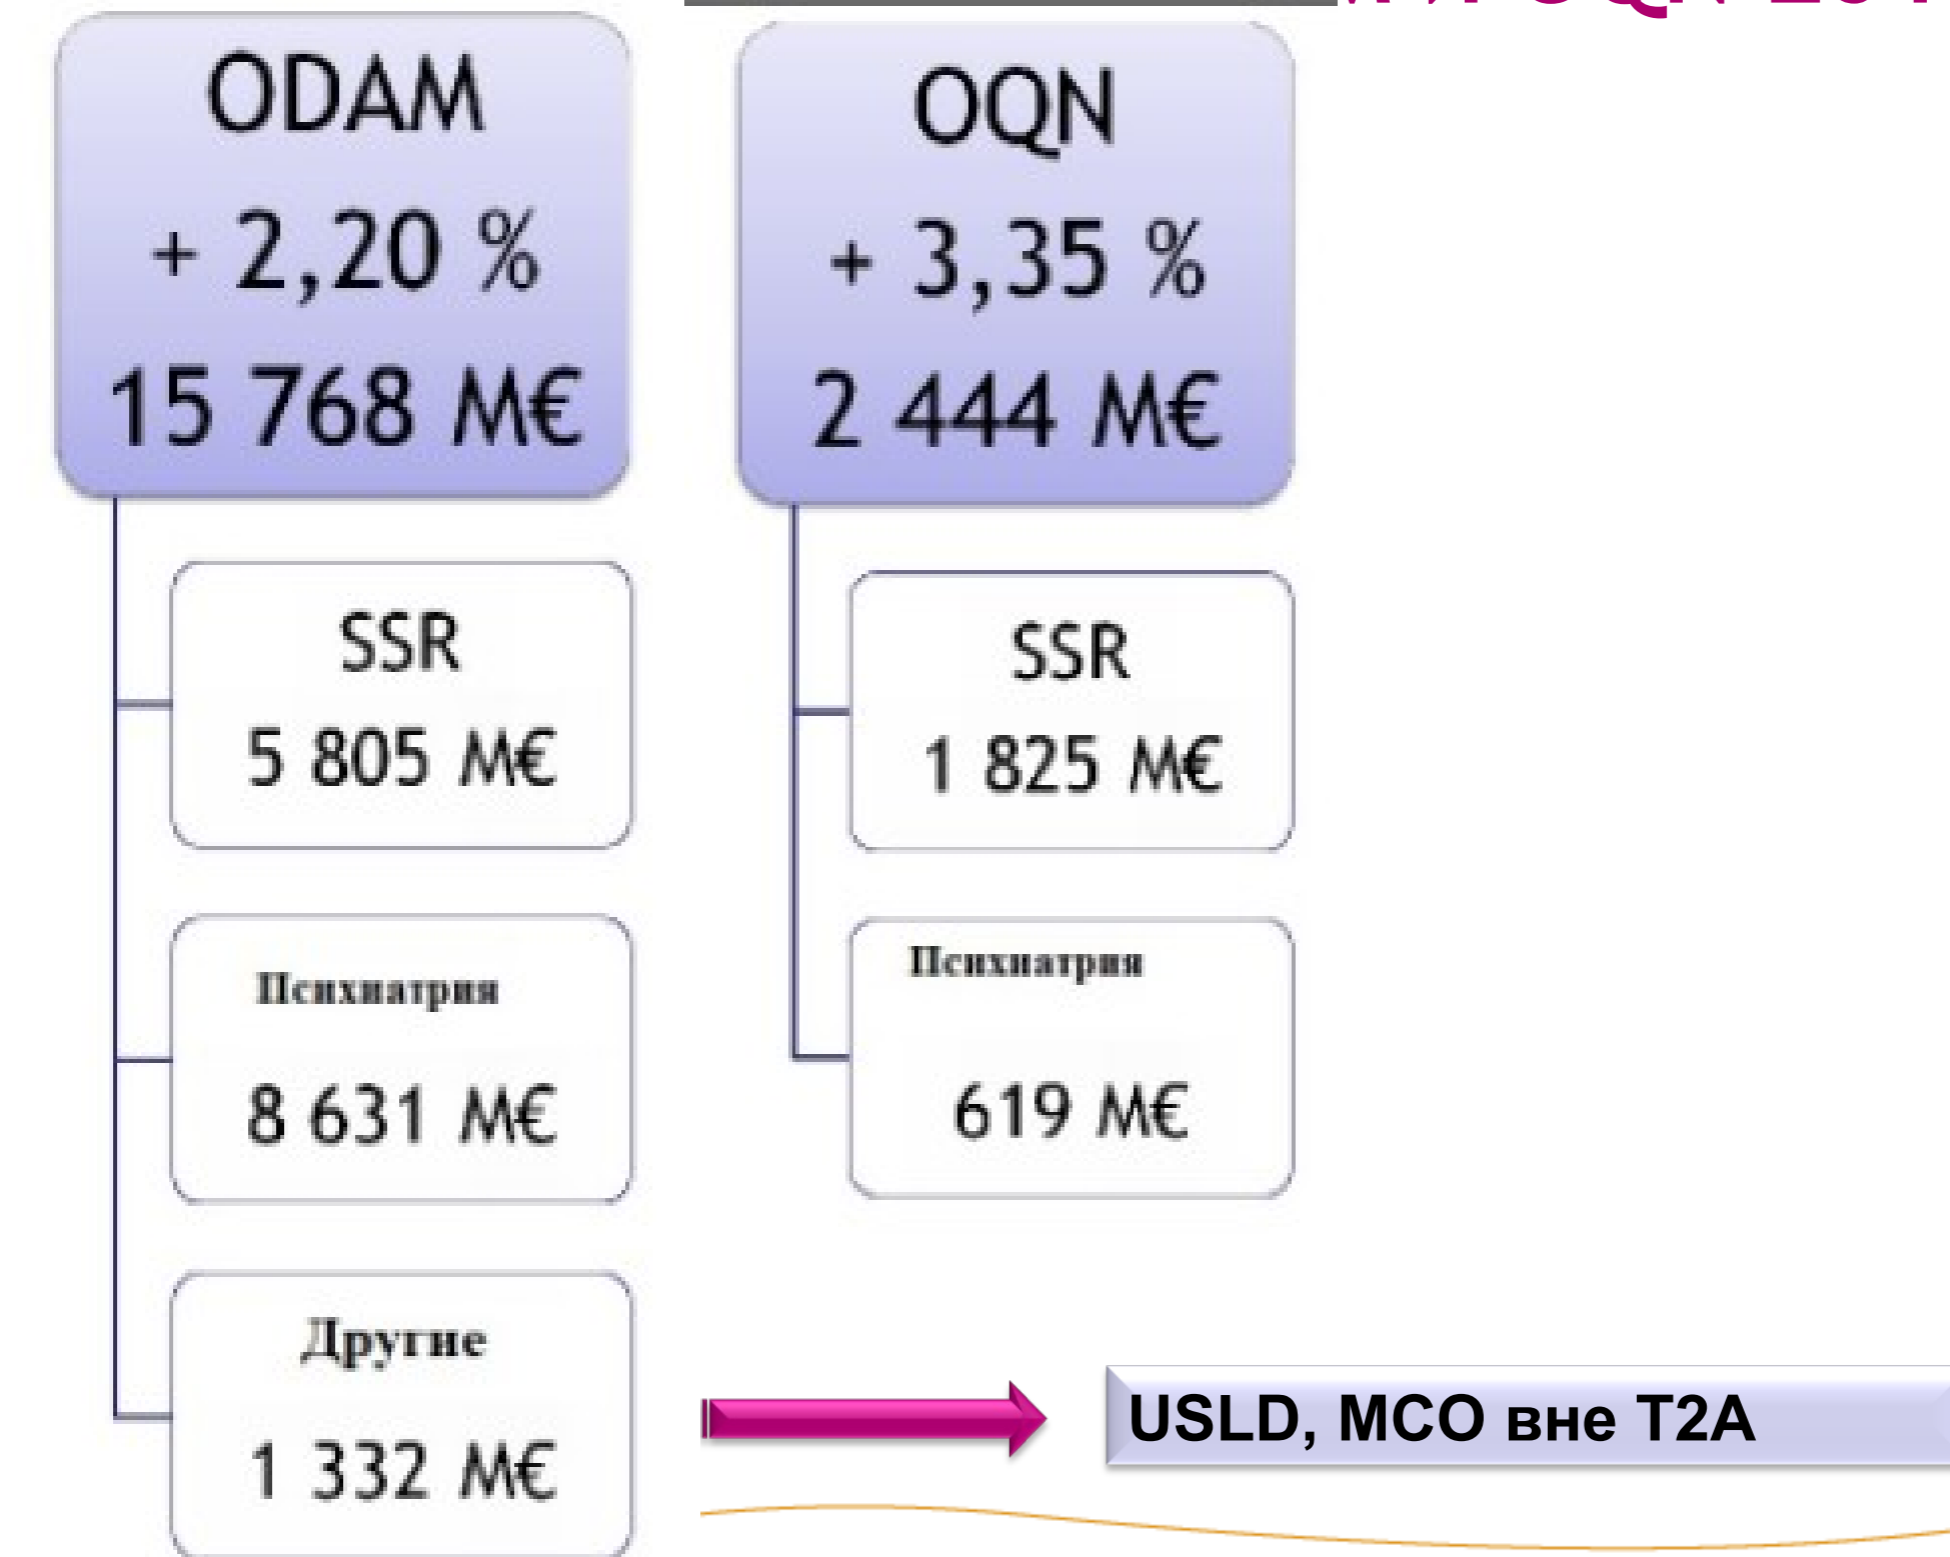 ODAM
+ 2,20 %
15 768 M€
SSR
5 805 M€
Психиатрия
8 631 M€
Другие
1 332 M€
OQN
+ 3,35 %
2 444 M€
SSR
1 825 M€
Психиатрия
619 M€
USLD, MCO вне T2A